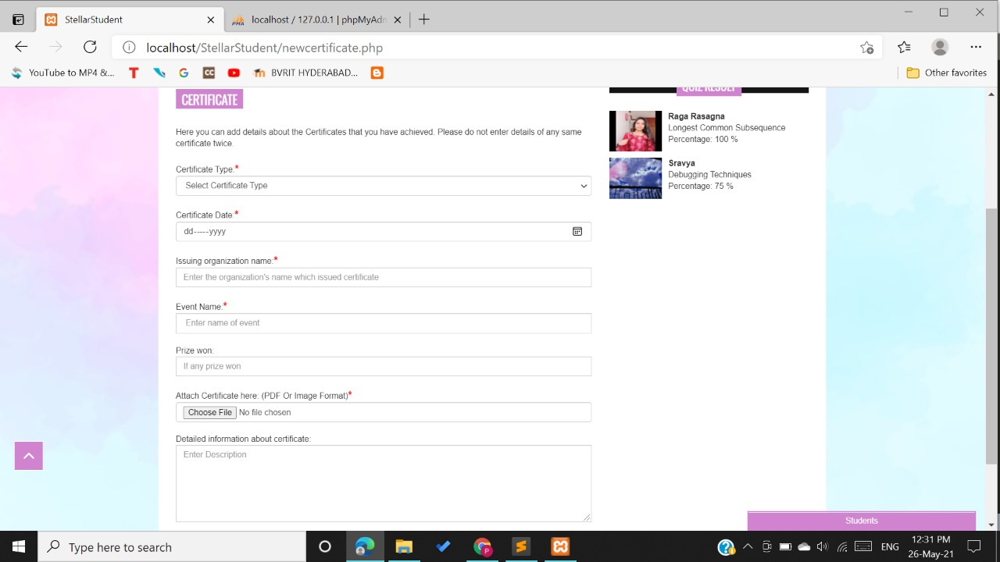 StellarStudent
localhost / 127.0.0.1 | phpMyAdn
localhost/StellarStudent/newcertificate.php
YouTube to MP4 &...
T
G
CC
BVRIT HYDERABAD...
Other favorites
CERTIFICATE
Here you can add details about the Certificates that you have achieved. Please do not enter details of any same
certificate twice.
Certificate Type:*
Select Certificate Type
Certificate Date:*
dd-----yyyy
Issuing organization name:*
Enter the organization's name which issued certificate
Event Name:*
Enter name of event
Prize won:
If any prize won
Attach Certificate here: (PDF Or Image Format)*
Choose File No file chosen
Detailed information about certificate:
Enter Description
QUIZ RESULT
Raga Rasagna
Longest Common Subsequence
Percentage: 100 %
Sravya
Debugging Techniques
Percentage: 75 %
Students
Type here to search
ENG
12:31 PM
26-May-21